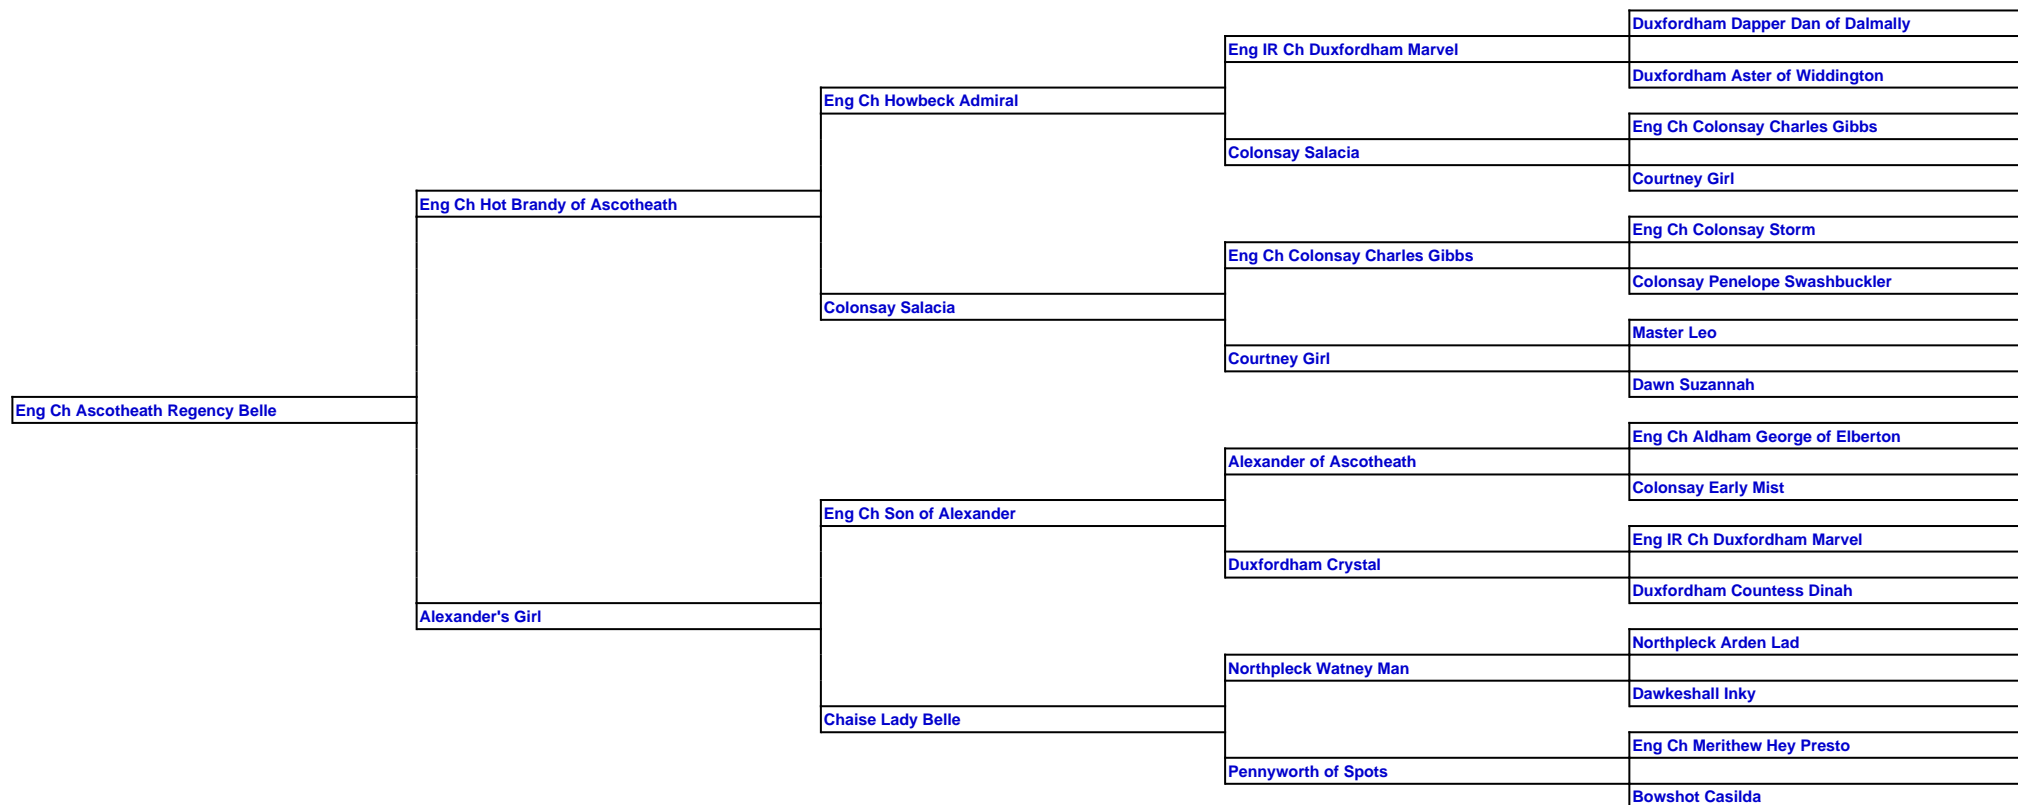 Duxfordham Dapper Dan of Dalmally
Eng IR Ch Duxfordham Marvel
Duxfordham Aster of Widdington
Eng Ch Howbeck Admiral
Eng Ch Colonsay Charles Gibbs
Colonsay Salacia
Courtney Girl
Eng Ch Hot Brandy of Ascotheath
Eng Ch Colonsay Storm
Eng Ch Colonsay Charles Gibbs
Colonsay Penelope Swashbuckler
Colonsay Salacia
Master Leo
Courtney Girl
Dawn Suzannah
Eng Ch Ascotheath Regency Belle
Eng Ch Aldham George of Elberton
Alexander of Ascotheath
Colonsay Early Mist
Eng Ch Son of Alexander
Eng IR Ch Duxfordham Marvel
Duxfordham Crystal
Duxfordham Countess Dinah
Alexander's Girl
Northpleck Arden Lad
Northpleck Watney Man
Dawkeshall Inky
Chaise Lady Belle
Eng Ch Merithew Hey Presto
Pennyworth of Spots
Bowshot Casilda